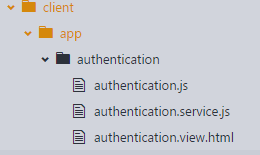 client
app
authentication
authentication.js
authentication.service.js
authentication.view.html